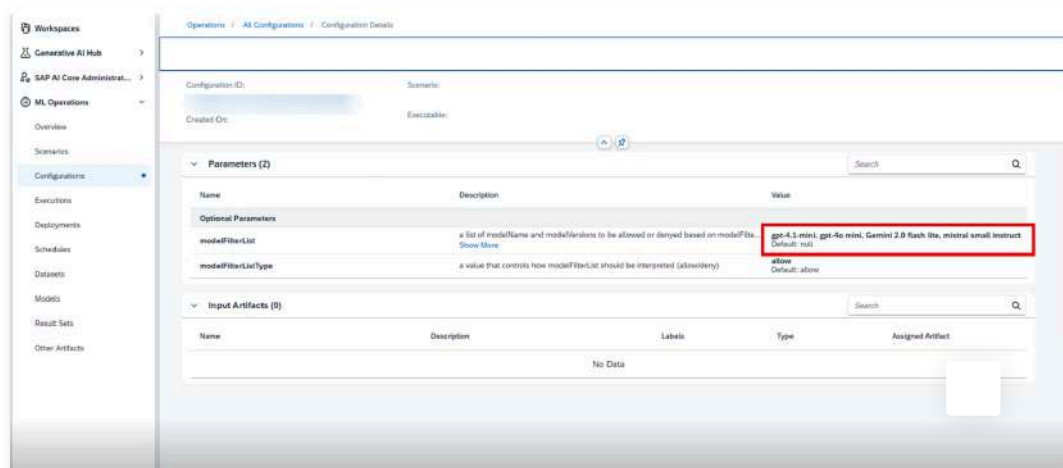 Workspaces
Generative AI Hub
SAP AI Core Administrat...
ML Operations
Overview
Scenarios
Configurations
Executions
Deployments
Schedules
Datasets
Models
Result Sets
Other Artifacts
Operations / All Configurations / Configuration Details
Configuration ID:
Scenario:
Created On:
Executable:
Parameters (2)
Search
Name Description Value
Optional Parameters
modelFilterList a list of modelName and modelVersions to be allowed or denyed based on modelFilte... gpt-4.1-mini, gpt-4o mini, Gemini 2.0 flash lite, mistral small instruct
Show More Default: null
modelFilterListType a value that controls how modelFilterList should be interpreted (allow/deny) allow
Default: allow
Input Artifacts (0)
Search
Name Description Labels Type Assigned Artifact
No Data